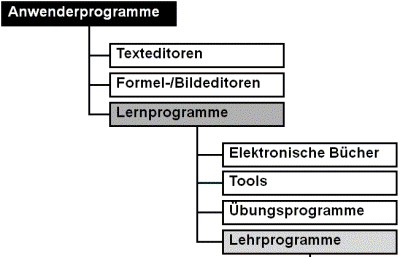 Anwenderprogramme
Texteditoren
Formel-/Bildeditoren
Lernprogramme
Elektronische Bücher
Tools
Übungsprogramme
Lehrprogramme